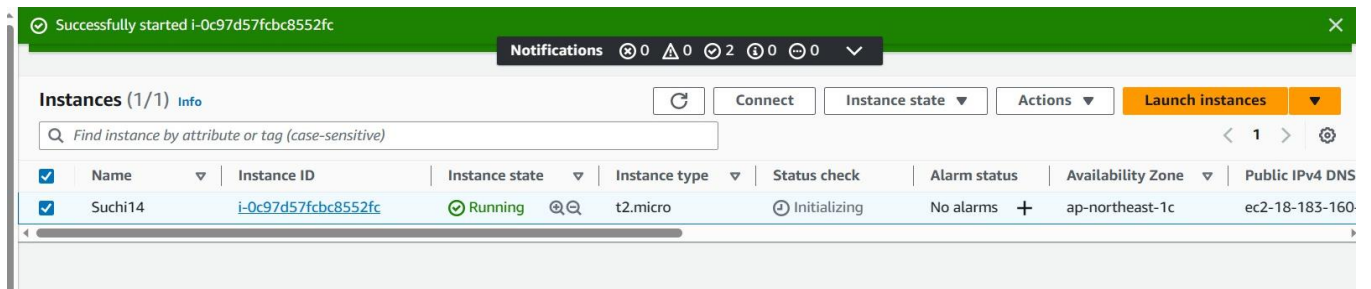 Successfully started i-0c97d57fcbc8552fc
Notifications 0 0 2 0 0
Instances (1/1) Info
Connect Instance state Actions Launch instances
Find instance by attribute or tag (case-sensitive)
1
Name Instance ID Instance state Instance type Status check Alarm status Availability Zone Public IPv4 DNS
Suchi14 i-0c97d57fcbc8552fc Running t2.micro Initializing No alarms + ap-northeast-1c ec2-18-183-160-